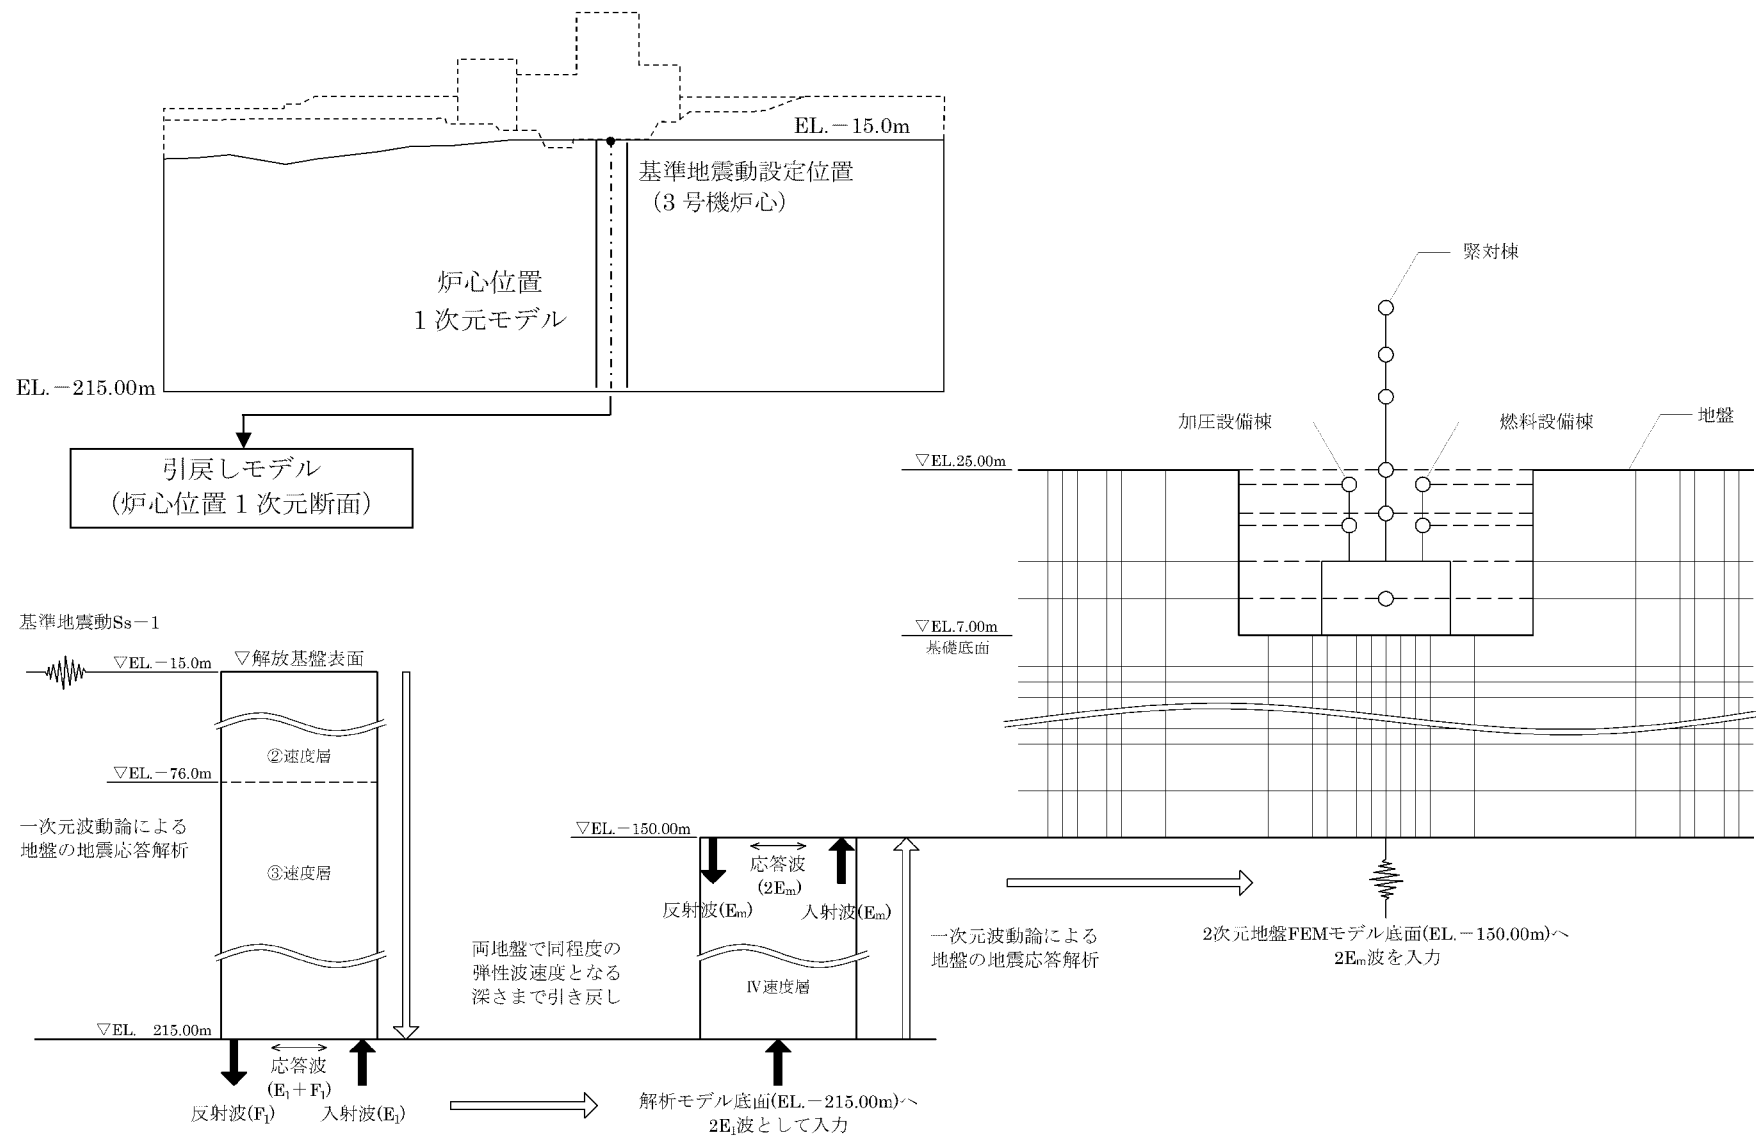 EL.－15.0m
基準地震動設定位置
（3 号機炉心）
炉心位置
1 次元モデル
EL.－215.00m
引戻しモデル
（炉心位置 1 次元断面）
緊対棟
加圧設備棟
燃料設備棟
地盤
▽EL.25.00m
▽EL.7.00m
基礎底面
基準地震動Ss－1
▽EL.－15.0m
▽解放基盤表面
②速度層
▽EL.－76.0m
一次元波動論による
地盤の地震応答解析
③速度層
▽EL.　215.00m
応答波
(E₁＋F₁)
反射波(F₁)
入射波(E₁)
両地盤で同程度の
弾性波速度となる
深さまで引き戻し
▽EL.－150.00m
応答波
(2Eₘ)
反射波(Eₘ)
入射波(Eₘ)
Ⅳ速度層
解析モデル底面(EL.－215.00m)へ
2E₁波として入力
一次元波動論による
地盤の地震応答解析
2次元地盤FEMモデル底面(EL.－150.00m)へ
2Eₘ波を入力